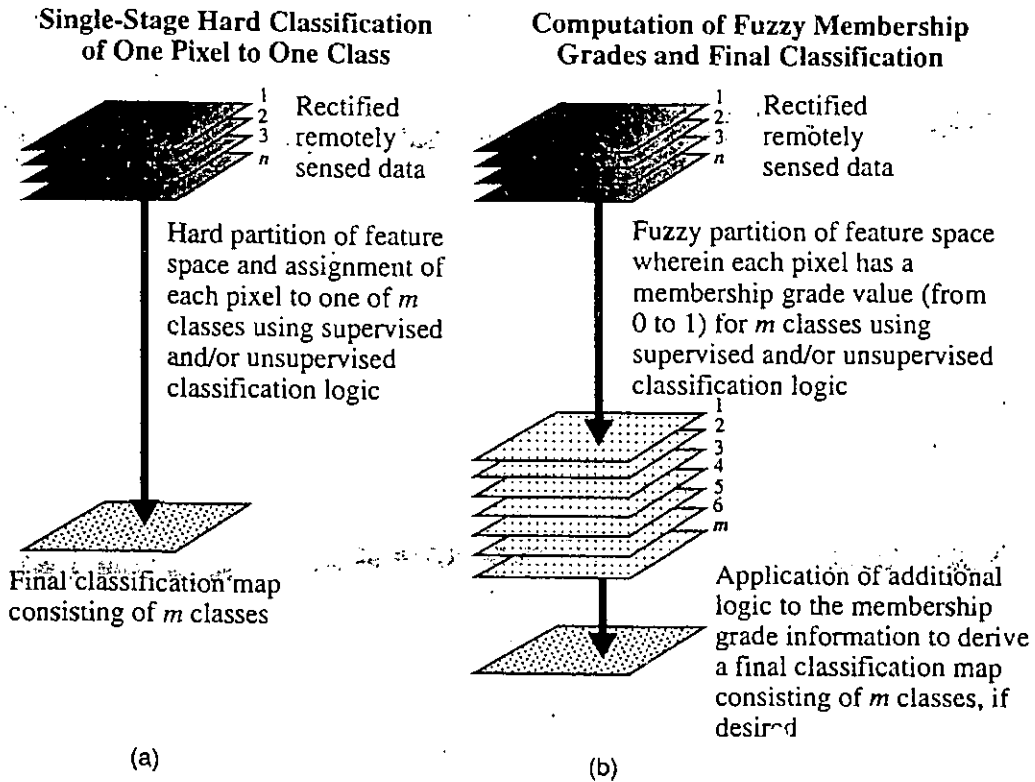 Single-Stage Hard Classification
of One Pixel to One Class
1
2
3
n
Rectified
remotely
sensed data
Hard partition of feature
space and assignment of
each pixel to one of m
classes using supervised
and/or unsupervised
classification logic
Final classification map
consisting of m classes
(a)
Computation of Fuzzy Membership
Grades and Final Classification
1
2
3
n
Rectified
remotely
sensed data
Fuzzy partition of feature space
wherein each pixel has a
membership grade value (from
0 to 1) for m classes using
supervised and/or unsupervised
classification logic
1
2
3
4
5
6
m
Application of additional
logic to the membership
grade information to derive
a final classification map
consisting of m classes, if
desired
(b)